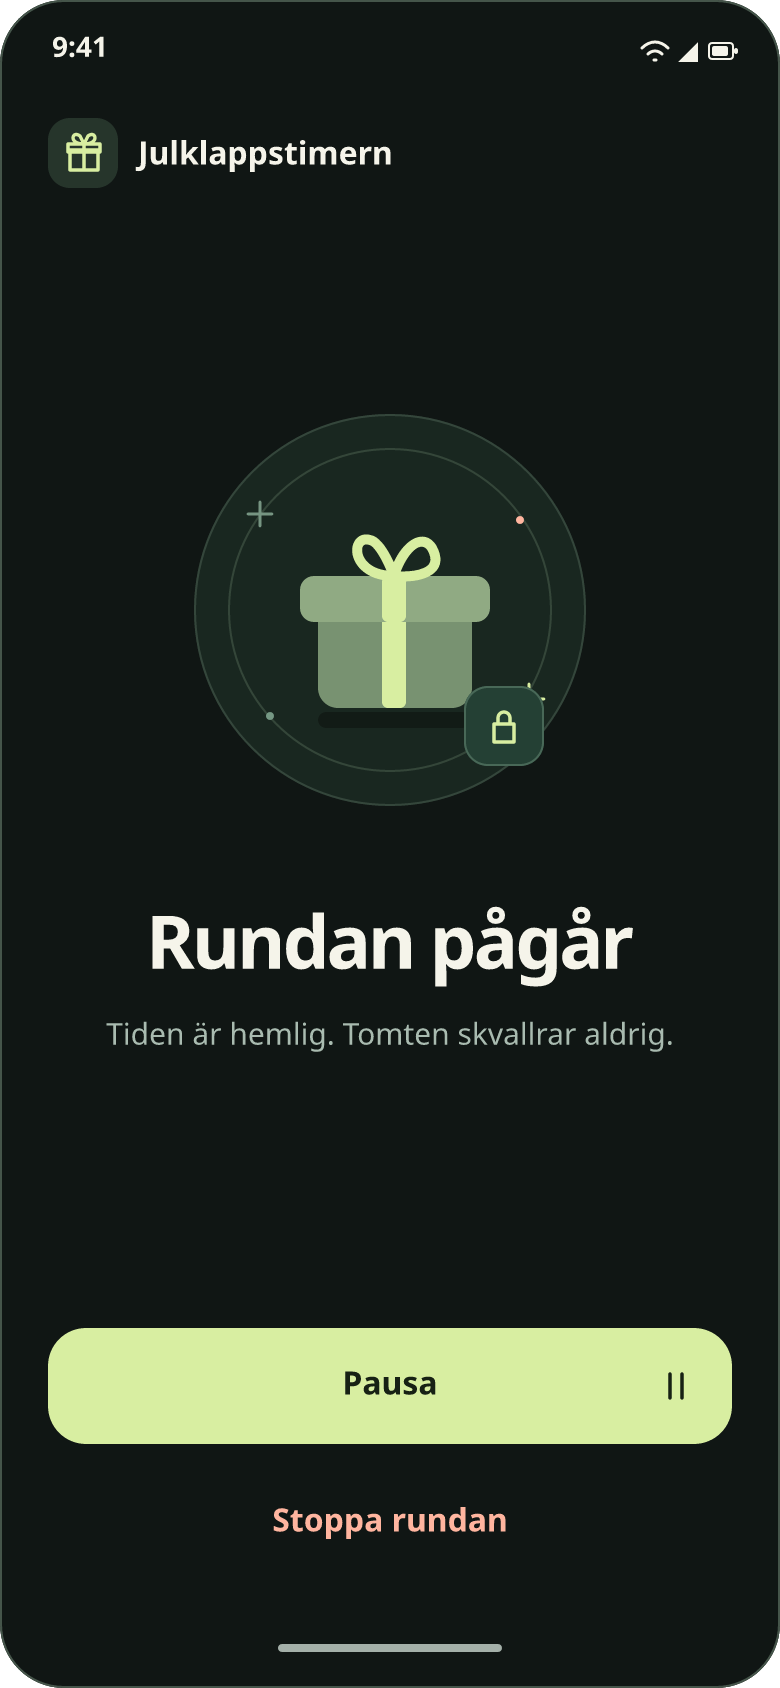 9:41
Julklappstimern
Rundan pågår
Tiden är hemlig. Tomten skvallrar aldrig.
Pausa
Stoppa rundan